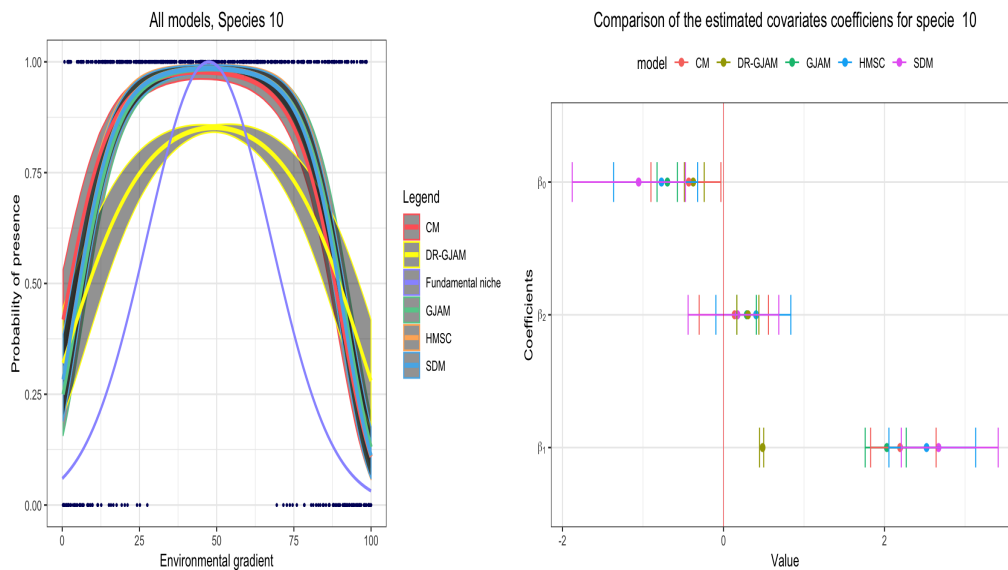 All models, Species 10
Probability of presence
1.00
0.75
0.50
0.25
0.00
0
25
50
75
100
Environmental gradient
Legend
CM
DR-GJAM
Fundamental niche
GJAM
HMSC
SDM
Comparison of the estimated covariates coefficiens for specie 10
model CM DR-GJAM GJAM HMSC SDM
Coefficients
β0
β2
β1
-2
0
2
Value